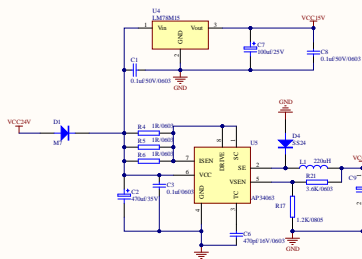 U4
LM78M15
1
Vin
Vout
3
GND
2
VCC15V
C1
0.1uf/50V/0603
GND
C7
100uf/25V
C8
0.1uf/50V/0603
VCC24V
D1
M7
R4
1R/0603
R5
1R/0603
R6
1R/0603
8
1
DRIVE
SC
U5
7
ISEN
6
VCC
SE
2
VSEN
5
GND
TC
AP34063
4
3
GND
D4
SS24
L1
220uH
R21
3.6K/0603
C9
R17
1.2K/0805
GND
C2
470uf/35V
C3
0.1uf/0603
C6
470pf/16V/0603